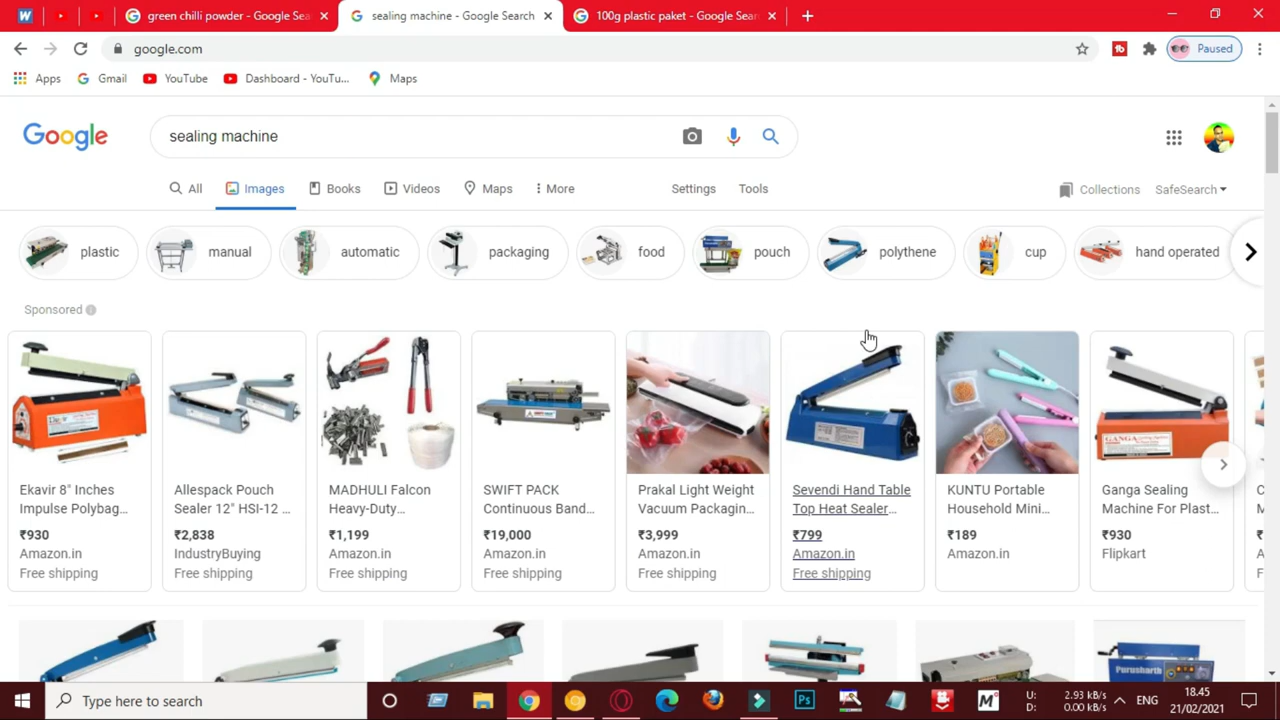 green chilli powder - Google Sea
sealing machine - Google Search
100g plastic paket - Google Sear
google.com
Paused
Apps
Gmail
YouTube
Dashboard - YouTu...
Maps
Google
sealing machine
All
Images
Books
Videos
Maps
More
Settings
Tools
Collections
SafeSearch
plastic
manual
automatic
packaging
food
pouch
polythene
cup
hand operated
Sponsored
Ekavir 8" Inches
Impulse Polybag...
₹930
Amazon.in
Free shipping
Allespack Pouch
Sealer 12" HSI-12 ...
₹2,838
IndustryBuying
Free shipping
MADHULI Falcon
Heavy-Duty...
₹1,199
Amazon.in
Free shipping
SWIFT PACK
Continuous Band...
₹19,000
Amazon.in
Free shipping
Prakal Light Weight
Vacuum Packagin...
₹3,999
Amazon.in
Free shipping
Sevendi Hand Table
Top Heat Sealer...
₹799
Amazon.in
Free shipping
KUNTU Portable
Household Mini...
₹189
Amazon.in
GANGA
Ganga Sealing
Machine For Plast...
₹930
Flipkart
Free shipping
Purusharth
Type here to search
U: 2.93 kB/s
D: 0.00 kB/s
ENG
18.45
21/02/2021